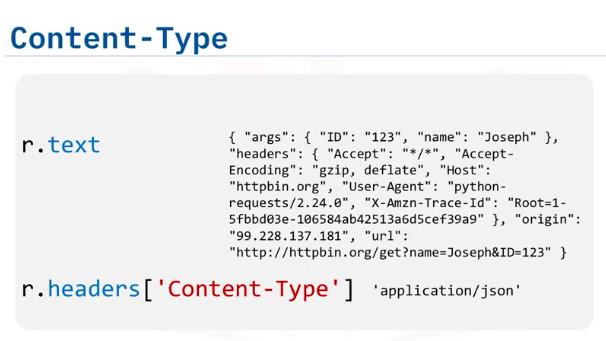 Content-Type
r.text
{ "args": { "ID": "123", "name": "Joseph" },
"headers": { "Accept": "*/*", "Accept-
Encoding": "gzip, deflate", "Host":
"httpbin.org", "User-Agent": "python-
requests/2.24.0", "X-Amzn-Trace-Id": "Root=1-
5fbbd03e-106584ab42513a6d5cef39a9" }, "origin":
"99.228.137.181", "url":
"http://httpbin.org/get?name=Joseph&ID=123" }
r.headers['Content-Type'] 'application/json'